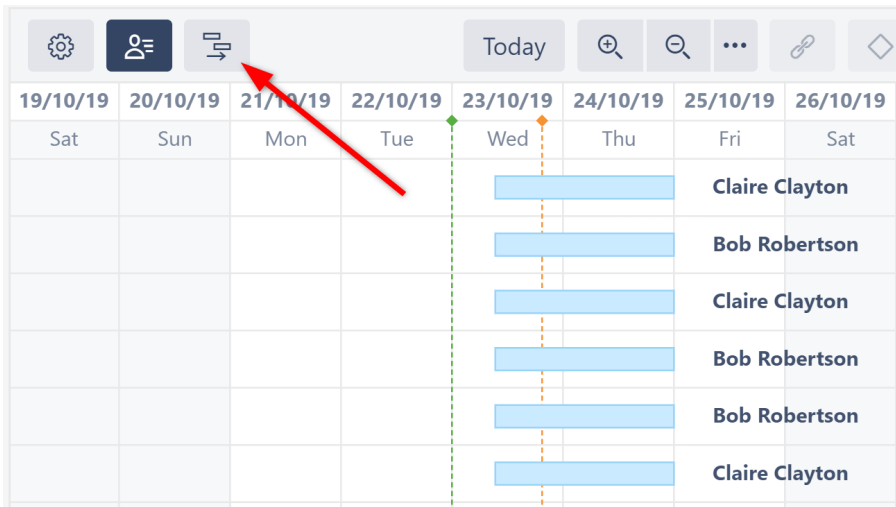 Today
19/10/19 20/10/19 21/10/19 22/10/19 23/10/19 24/10/19 25/10/19 26/10/19
Sat Sun Mon Tue Wed Thu Fri Sat
Claire Clayton
Bob Robertson
Claire Clayton
Bob Robertson
Bob Robertson
Claire Clayton